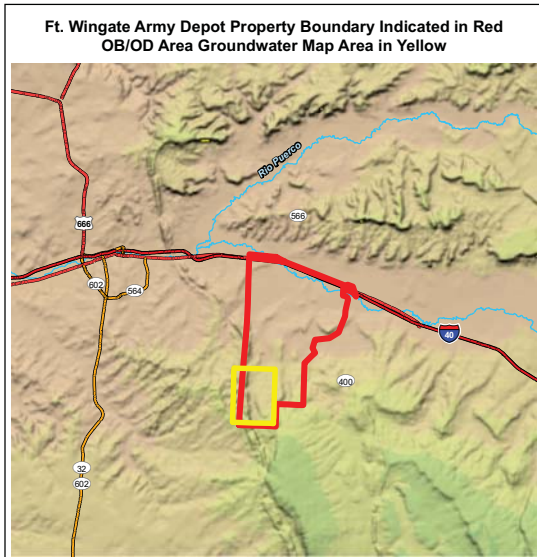 Ft. Wingate Army Depot Property Boundary Indicated in Red
OB/OD Area Groundwater Map Area in Yellow
Rio Puerco
566
666
602
564
40
400
32
602